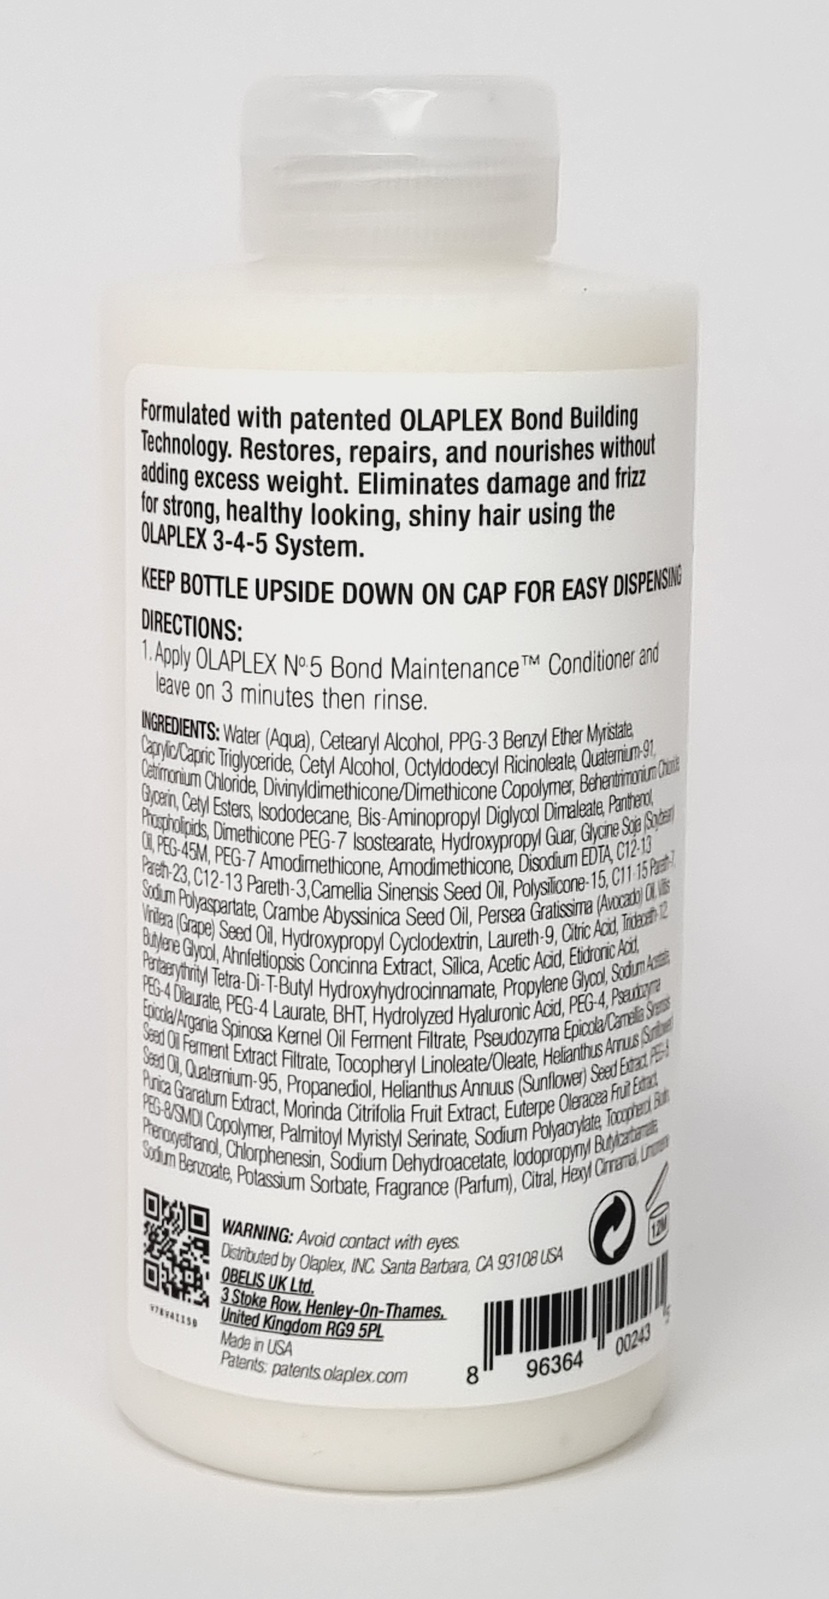 Formulated with patented OLAPLEX Bond Building
Technology. Restores, repairs, and nourishes without
adding excess weight. Eliminates damage and frizz
for strong, healthy looking, shiny hair using the
OLAPLEX 3-4-5 System.
KEEP BOTTLE UPSIDE DOWN ON CAP FOR EASY DISPENSING
DIRECTIONS:
1. Apply OLAPLEX Nº.5 Bond Maintenance™ Conditioner and
leave on 3 minutes then rinse.
INGREDIENTS: Water (Aqua), Cetearyl Alcohol, PPG-3 Benzyl Ether Myristate,
Caprylic/Capric Triglyceride, Cetyl Alcohol, Octyldodecyl Ricinoleate, Quaternium-91,
Cetrimonium Chloride, Divinyldimethicone/Dimethicone Copolymer, Behentrimonium Chloride,
Glycerin, Cetyl Esters, Isododecane, Bis-Aminopropyl Diglycol Dimaleate, Panthenol,
Phospholipids, Dimethicone PEG-7 Isostearate, Hydroxypropyl Guar, Glycine Soja (Soybean)
Oil, PEG-45M, PEG-7 Amodimethicone, Amodimethicone, Disodium EDTA, C12-13
Pareth-23, C12-13 Pareth-3, Camellia Sinensis Seed Oil, Polysilicone-15, C11-15 Pareth-7,
Sodium Polyaspartate, Crambe Abyssinica Seed Oil, Persea Gratissima (Avocado) Oil, Vitis
Vinifera (Grape) Seed Oil, Hydroxypropyl Cyclodextrin, Laureth-9, Citric Acid, Trideceth-12,
Butylene Glycol, Ahnfeltiopsis Concinna Extract, Silica, Acetic Acid, Etidronic Acid,
Pentaerythrityl Tetra-Di-T-Butyl Hydroxyhydrocinnamate, Propylene Glycol, Sodium Acetate,
PEG-4 Dilaurate, PEG-4 Laurate, BHT, Hydrolyzed Hyaluronic Acid, PEG-4, Pseudozyma
Epicola/Argania Spinosa Kernel Oil Ferment Filtrate, Pseudozyma Epicola/Camellia Sinensis
Seed Oil Ferment Extract Filtrate, Tocopheryl Linoleate/Oleate, Helianthus Annuus (Sunflower)
Seed Oil, Quaternium-95, Propanediol, Helianthus Annuus (Sunflower) Seed Extract, PEG-8
Punica Granatum Extract, Morinda Citrifolia Fruit Extract, Euterpe Oleracea Fruit Extract,
PEG-8/SMDI Copolymer, Palmitoyl Myristyl Serinate, Sodium Polyacrylate, Tocopherol,
Phenoxyethanol, Chlorphenesin, Sodium Dehydroacetate, Iodopropynyl Butylcarbamate,
Sodium Benzoate, Potassium Sorbate, Fragrance (Parfum), Citral, Hexyl Cinnamal, Limonene
12M
WARNING: Avoid contact with eyes.
Distributed by Olaplex, INC. Santa Barbara, CA 93108 USA
OBELIS UK Ltd.
3 Stoke Row, Henley-On-Thames,
United Kingdom RG9 5PL
Made in USA
Patents: patents.olaplex.com
8 96364 00243 5